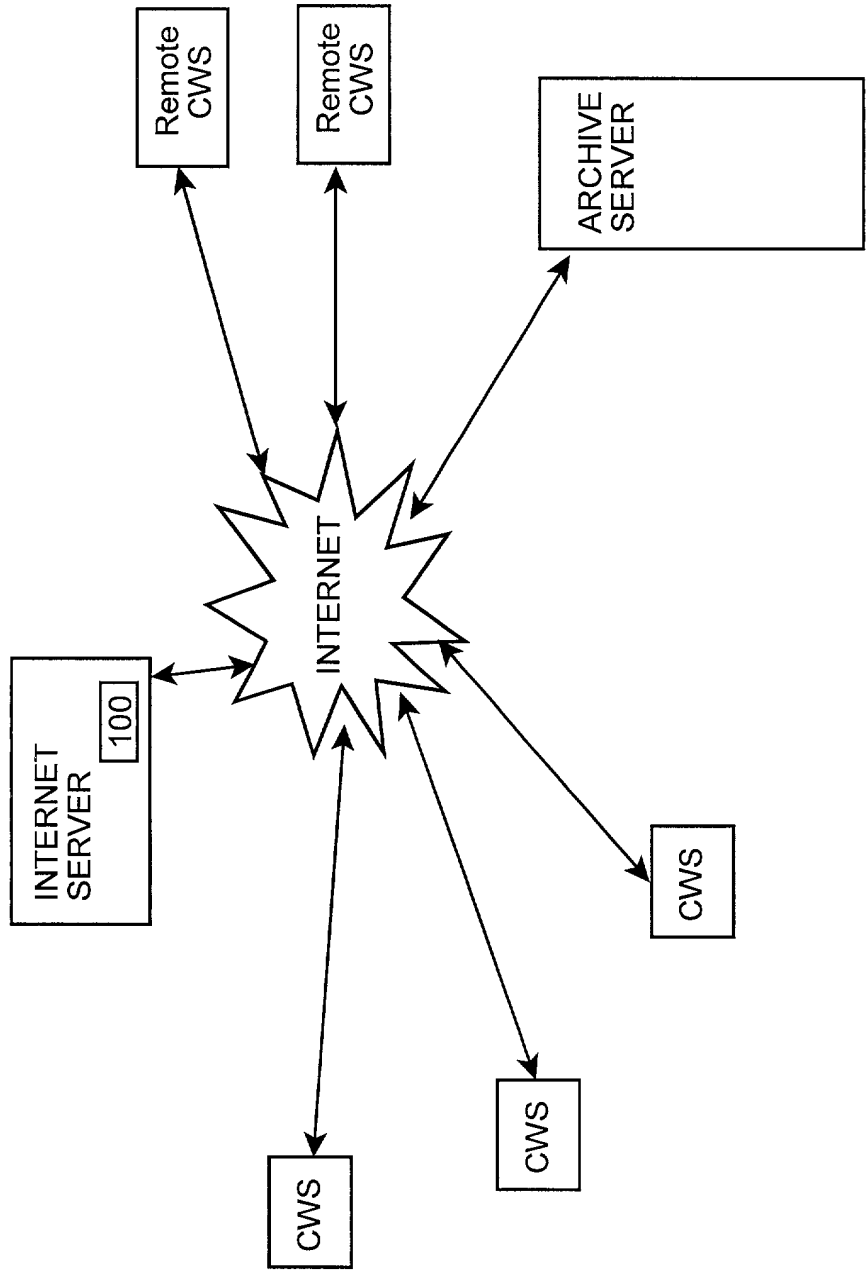 INTERNET
SERVER
100
Remote
CWS
Remote
CWS
INTERNET
CWS
CWS
CWS
ARCHIVE
SERVER